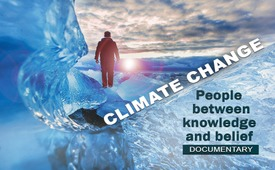 CLIMATE CHANGE
People
between
knowledge
and belief
DOCUMENTARY